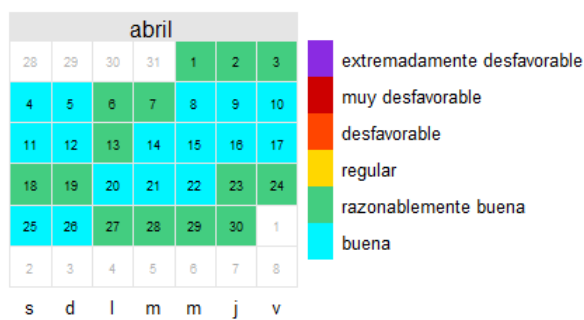 abril
28 29 30 31 1 2 3
4 5 6 7 8 9 10
11 12 13 14 15 16 17
18 19 20 21 22 23 24
25 26 27 28 29 30 1
2 3 4 5 6 7 8
s d l m m j v
extremadamente desfavorable
muy desfavorable
desfavorable
regular
razonablemente buena
buena